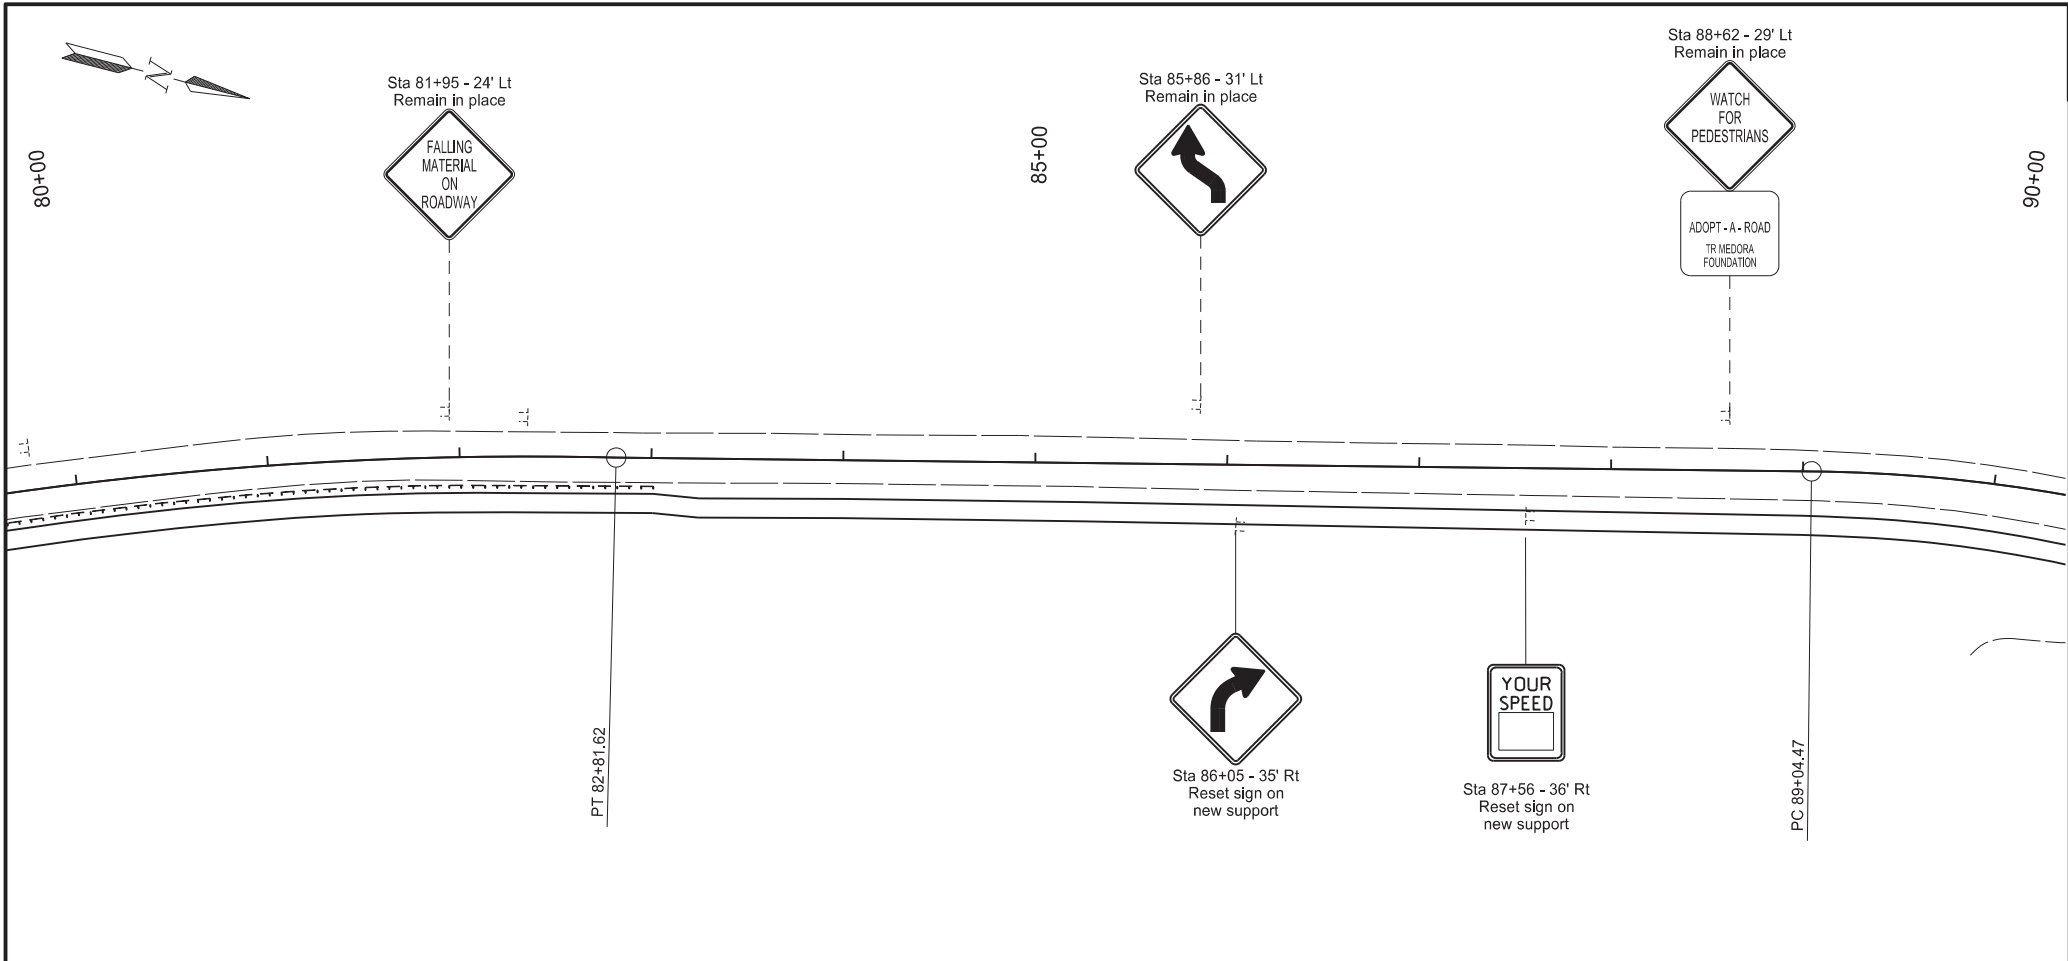 N
Sta 81+95 - 24' Lt
Remain in place
FALLING
MATERIAL
ON
ROADWAY
Sta 85+86 - 31' Lt
Remain in place
Sta 88+62 - 29' Lt
Remain in place
WATCH
FOR
PEDESTRIANS
ADOPT - A - ROAD
TR MEDORA
FOUNDATION
80+00
85+00
90+00
PT 82+81.62
Sta 86+05 - 35' Rt
Reset sign on
new support
YOUR
SPEED
Sta 87+56 - 36' Rt
Reset sign on
new support
PC 89+04.47